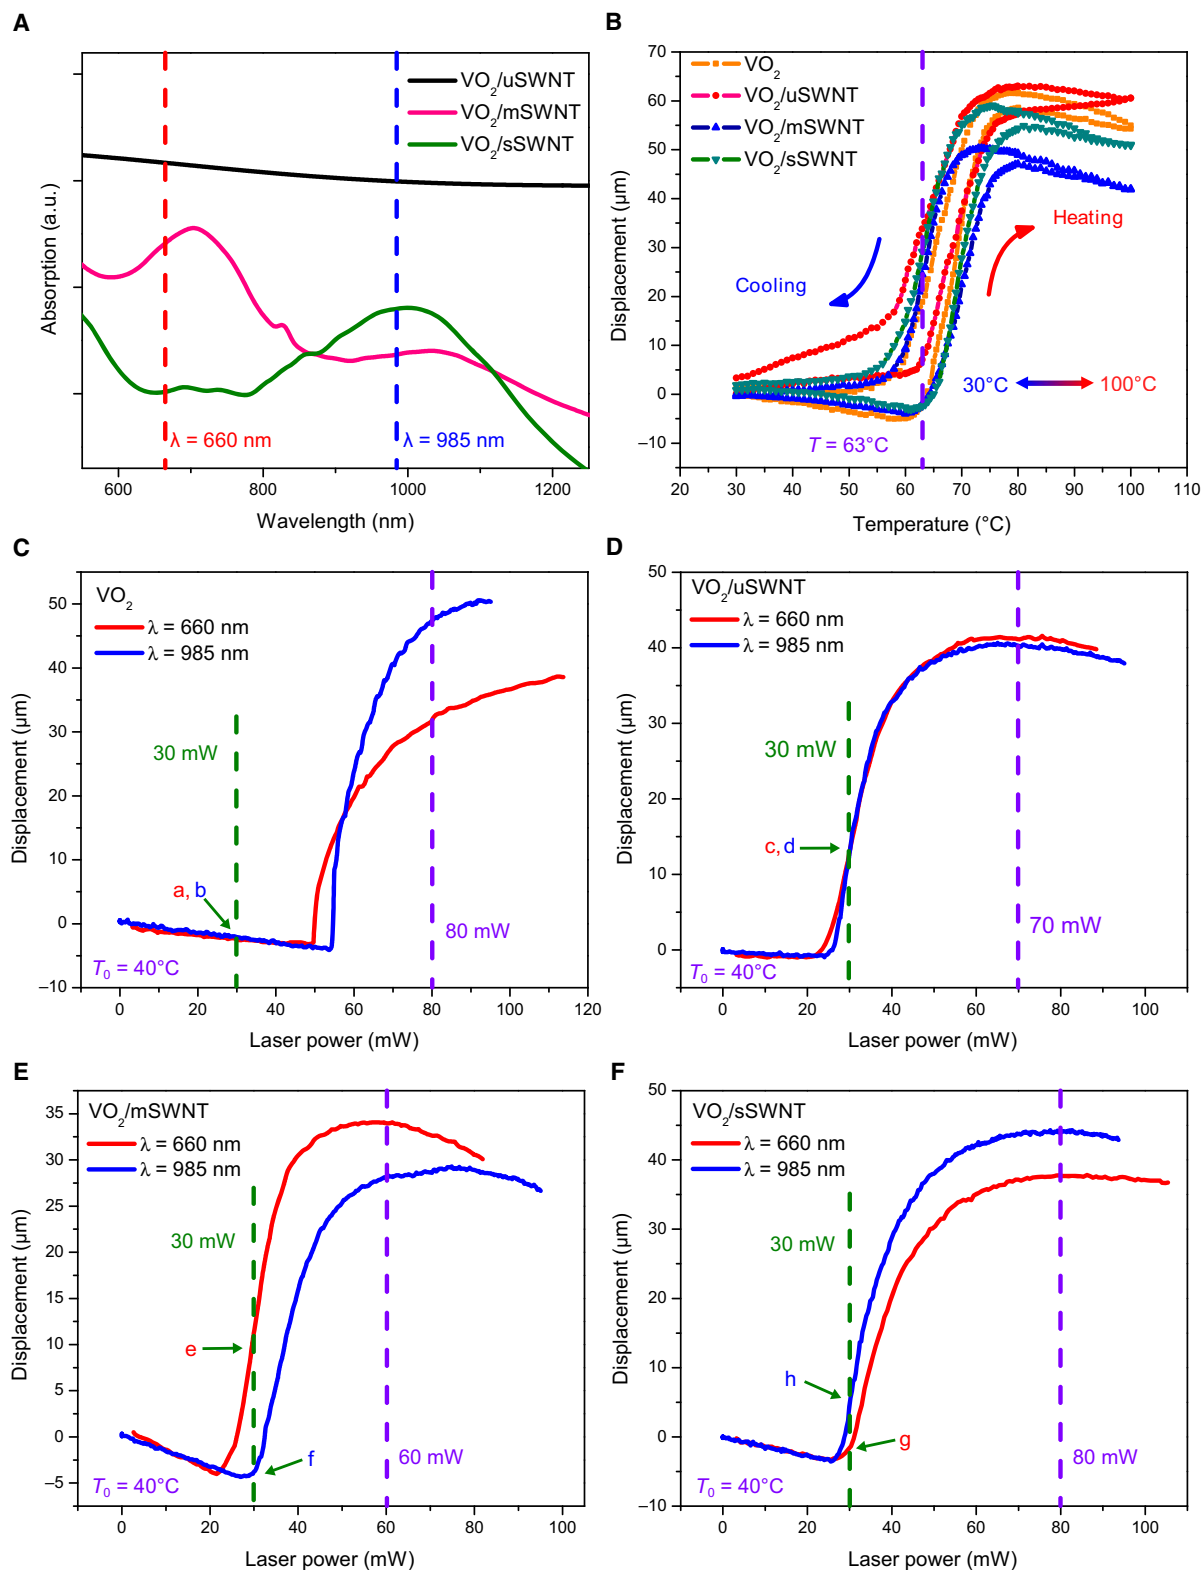 A
VO2/uSWNT
VO2/mSWNT
VO2/sSWNT
Absorption (a.u.)
λ = 660 nm
λ = 985 nm
600
800
1000
1200
Wavelength (nm)
B
70
60
50
40
30
20
10
0
–10
Displacement (μm)
VO2
VO2/uSWNT
VO2/mSWNT
VO2/sSWNT
Heating
Cooling
30°C
100°C
T = 63°C
20
30
40
50
60
70
80
90
100
110
Temperature (°C)
C
50
40
30
20
10
0
–10
Displacement (μm)
VO2
λ = 660 nm
λ = 985 nm
30 mW
a, b
80 mW
T0 = 40°C
0
20
40
60
80
100
120
Laser power (mW)
D
50
40
30
20
10
0
Displacement (μm)
VO2/uSWNT
λ = 660 nm
λ = 985 nm
30 mW
c, d
70 mW
T0 = 40°C
0
20
40
60
80
100
Laser power (mW)
E
35
30
25
20
15
10
5
0
–5
Displacement (μm)
VO2/mSWNT
λ = 660 nm
λ = 985 nm
30 mW
e
f
60 mW
T0 = 40°C
0
20
40
60
80
100
Laser power (mW)
F
50
40
30
20
10
0
–10
Displacement (μm)
VO2/sSWNT
λ = 660 nm
λ = 985 nm
30 mW
h
g
80 mW
T0 = 40°C
0
20
40
60
80
100
Laser power (mW)